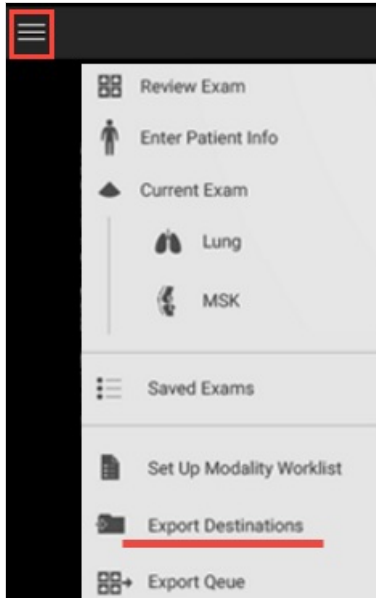 Review Exam
Enter Patient Info
Current Exam
Lung
MSK
Saved Exams
Set Up Modality Worklist
Export Destinations
Export Qeue